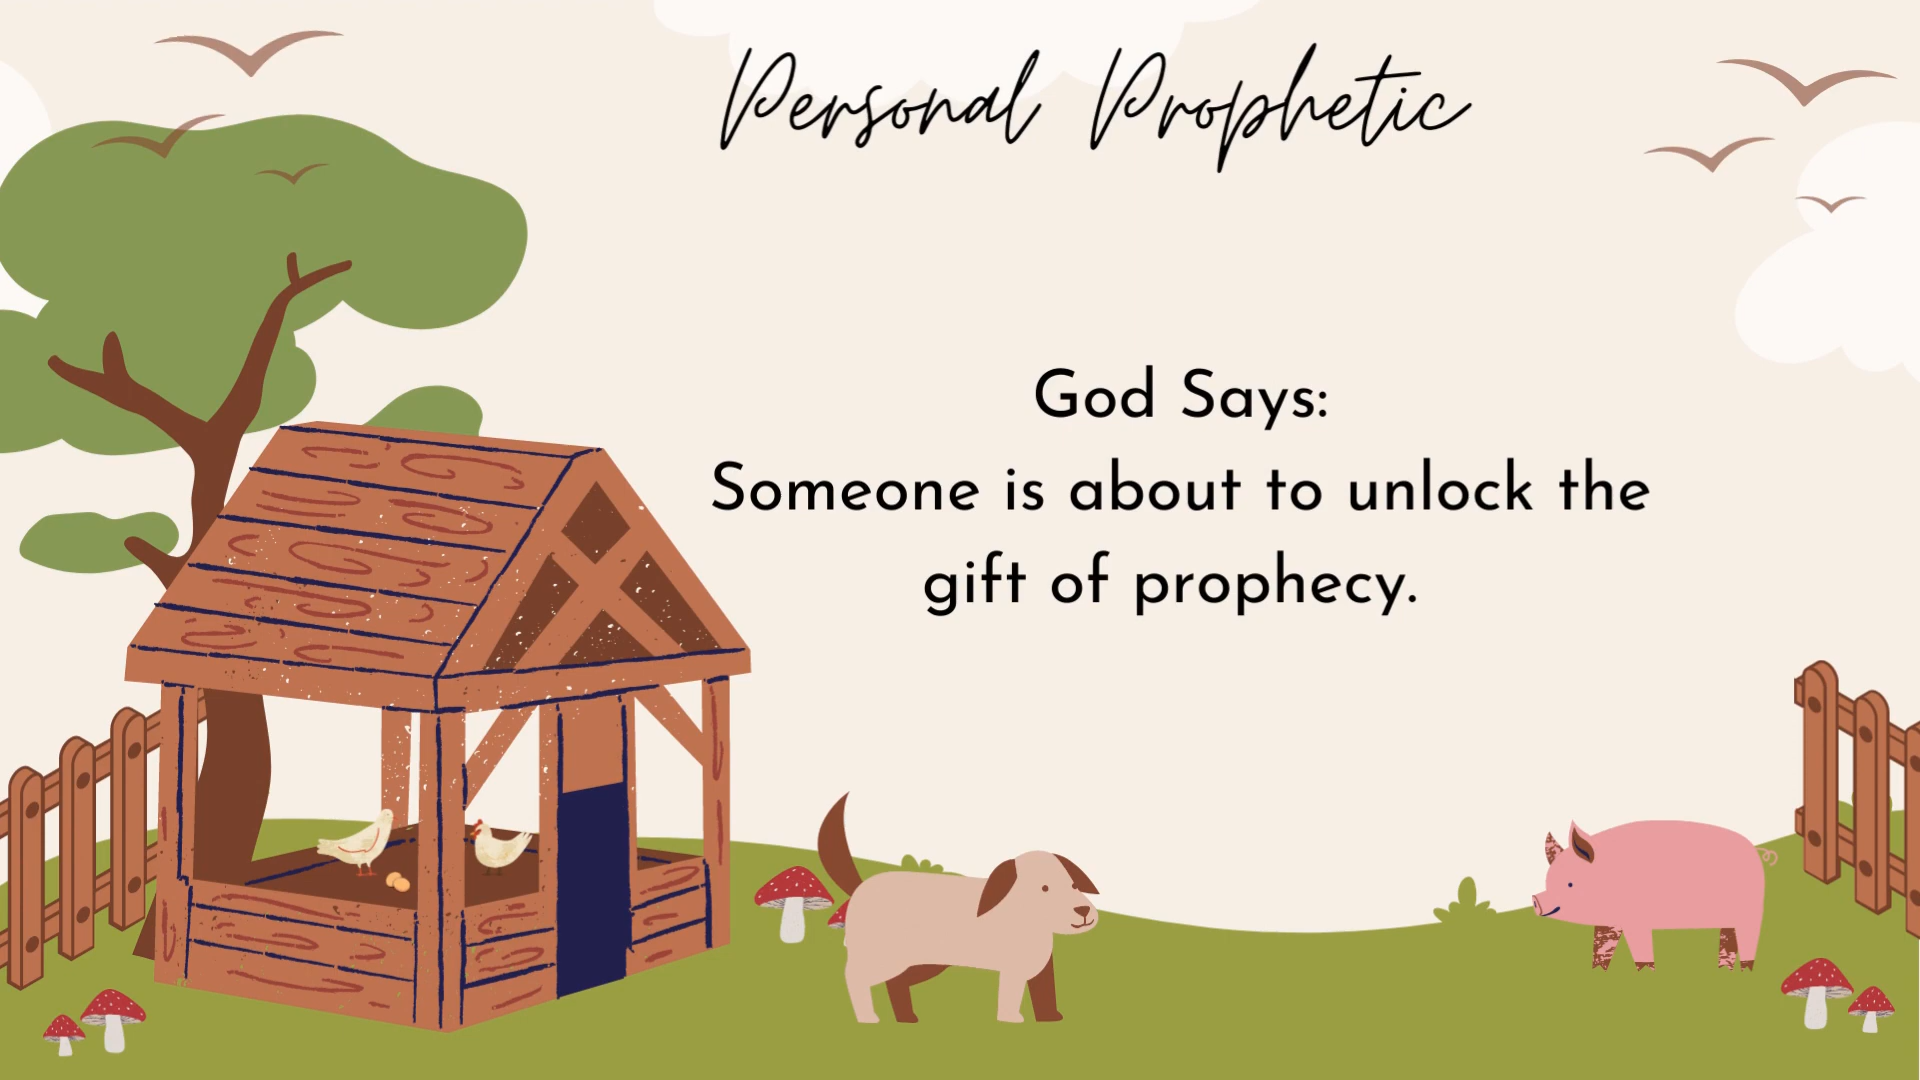 Personal Prophetic
God Says:
Someone is about to unlock the
gift of prophecy.